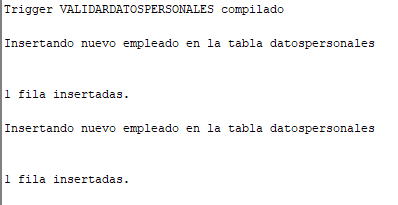 Trigger VALIDARDATOSPERSONALES compilado
Insertando nuevo empleado en la tabla datospersonales
1 fila insertadas.
Insertando nuevo empleado en la tabla datospersonales
1 fila insertadas.